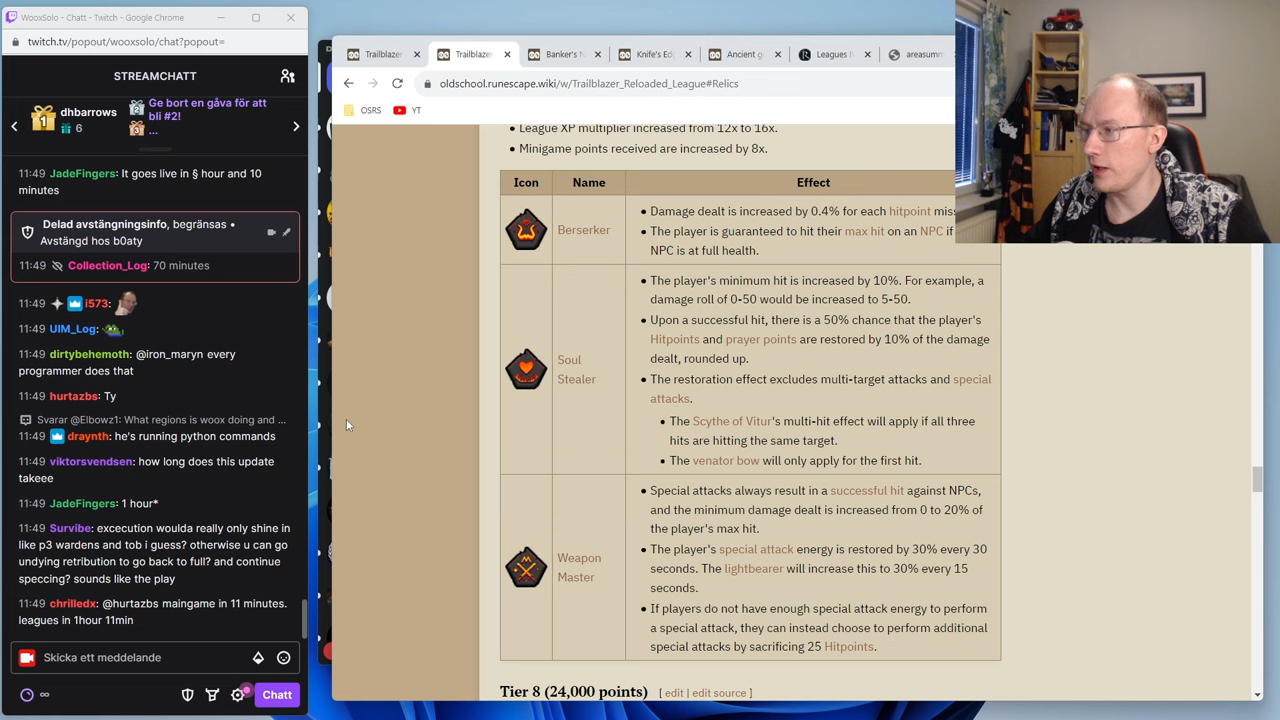 WooxSolo - Chatt - Twitch - Google Chrome
twitch.tv/popout/wooxsolo/chat?popout=
STREAMCHATT
dhbarrows
6
Ge bort en gåva för att
bli #2!
...
11:49 JadeFingers: It goes live in § hour and 10
minutes
Delad avstängningsinfo, begränsas •
Avstängd hos b0aty
11:49 Collection_Log: 70 minutes
11:49 i573:
11:49 UIM_Log:
11:49 dirtybehemoth: @iron_maryn every
programmer does that
11:49 hurtazbs: Ty
Svarar @Elbowz1: What regions is woox doing and ...
11:49 draynth: he's running python commands
11:49 viktorsvendsen: how long does this update
takeee
11:49 JadeFingers: 1 hour*
11:49 Survibe: excecution woulda really only shine in
like p3 wardens and tob i guess? otherwise u can go
undying retribution to go back to full? and continue
speccing? sounds like the play
11:49 chrilledx: @hurtazbs maingame in 11 minutes.
leagues in 1hour 11min
Skicka ett meddelande
Chatt
Trailblazer
Trailblazer
Banker's N
Knife's Ed
Ancient g
Leagues I
areasumm
oldschool.runescape.wiki/w/Trailblazer_Reloaded_League#Relics
OSRS
YT
• League XP multiplier increased from 12x to 16x.
• Minigame points received are increased by 8x.
Icon Name Effect
Berserker
• Damage dealt is increased by 0.4% for each hitpoint miss
• The player is guaranteed to hit their max hit on an NPC if
NPC is at full health.
Soul
Stealer
• The player's minimum hit is increased by 10%. For example, a
damage roll of 0-50 would be increased to 5-50.
• Upon a successful hit, there is a 50% chance that the player's
Hitpoints and prayer points are restored by 10% of the damage
dealt, rounded up.
• The restoration effect excludes multi-target attacks and special
attacks.
• The Scythe of Vitur's multi-hit effect will apply if all three
hits are hitting the same target.
• The venator bow will only apply for the first hit.
Weapon
Master
• Special attacks always result in a successful hit against NPCs,
and the minimum damage dealt is increased from 0 to 20% of
the player's max hit.
• The player's special attack energy is restored by 30% every 30
seconds. The lightbearer will increase this to 30% every 15
seconds.
• If players do not have enough special attack energy to perform
a special attack, they can instead choose to perform additional
special attacks by sacrificing 25 Hitpoints.
Tier 8 (24,000 points) [ edit | edit source ]